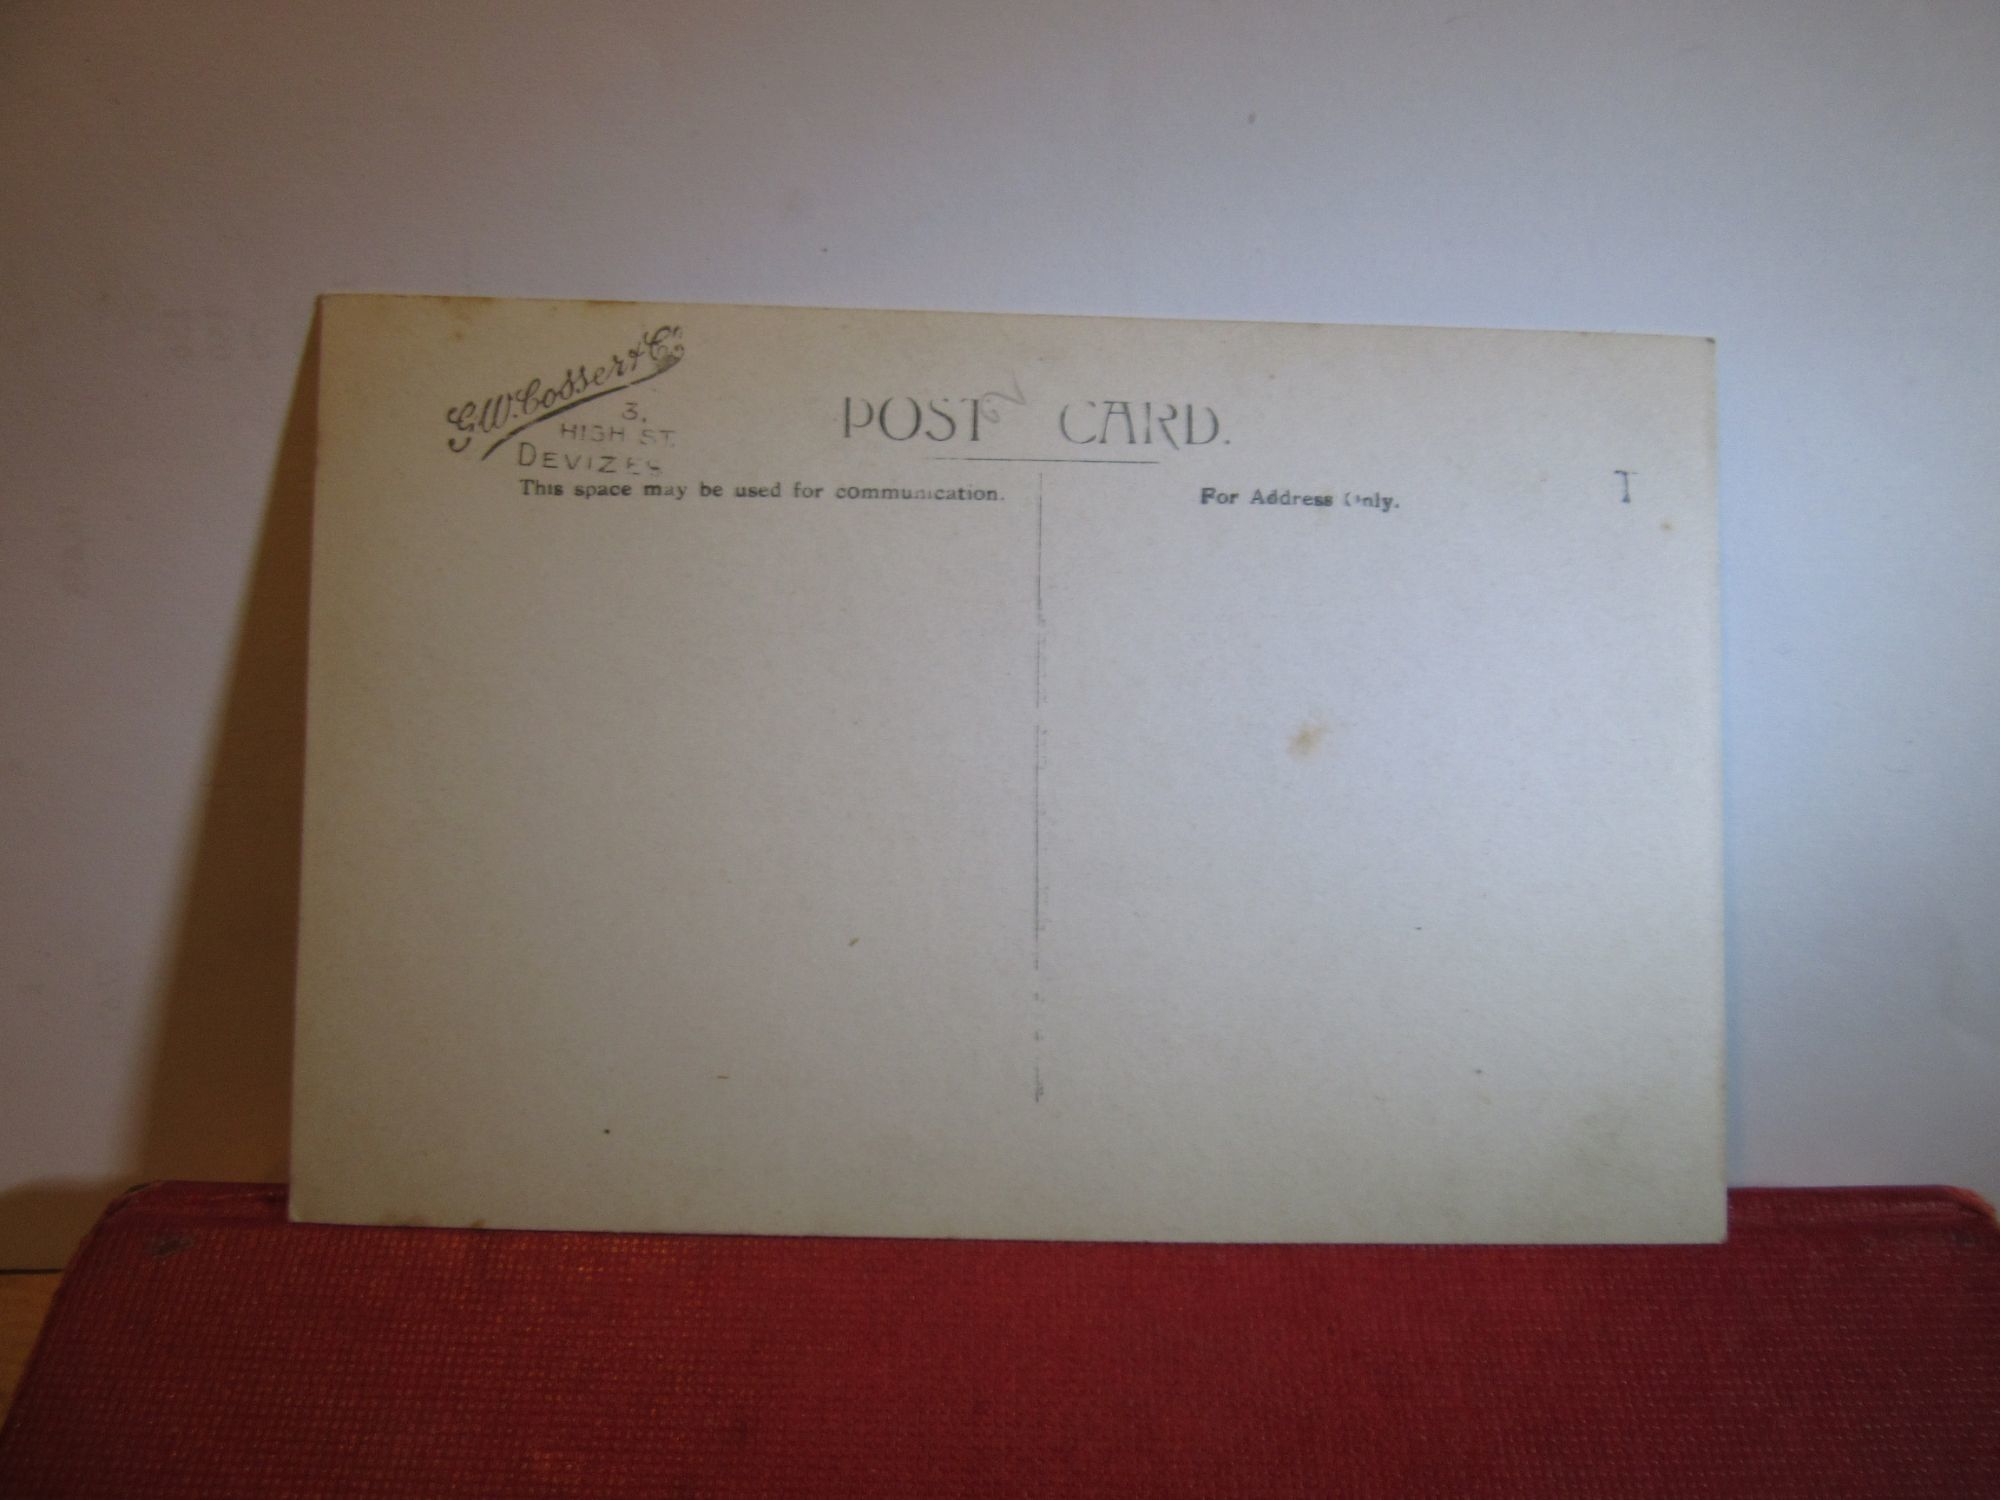 G.W. Cosser & Co
3.
HIGH ST.
DEVIZES
POST CARD.
This space may be used for communication.
For Address Only.